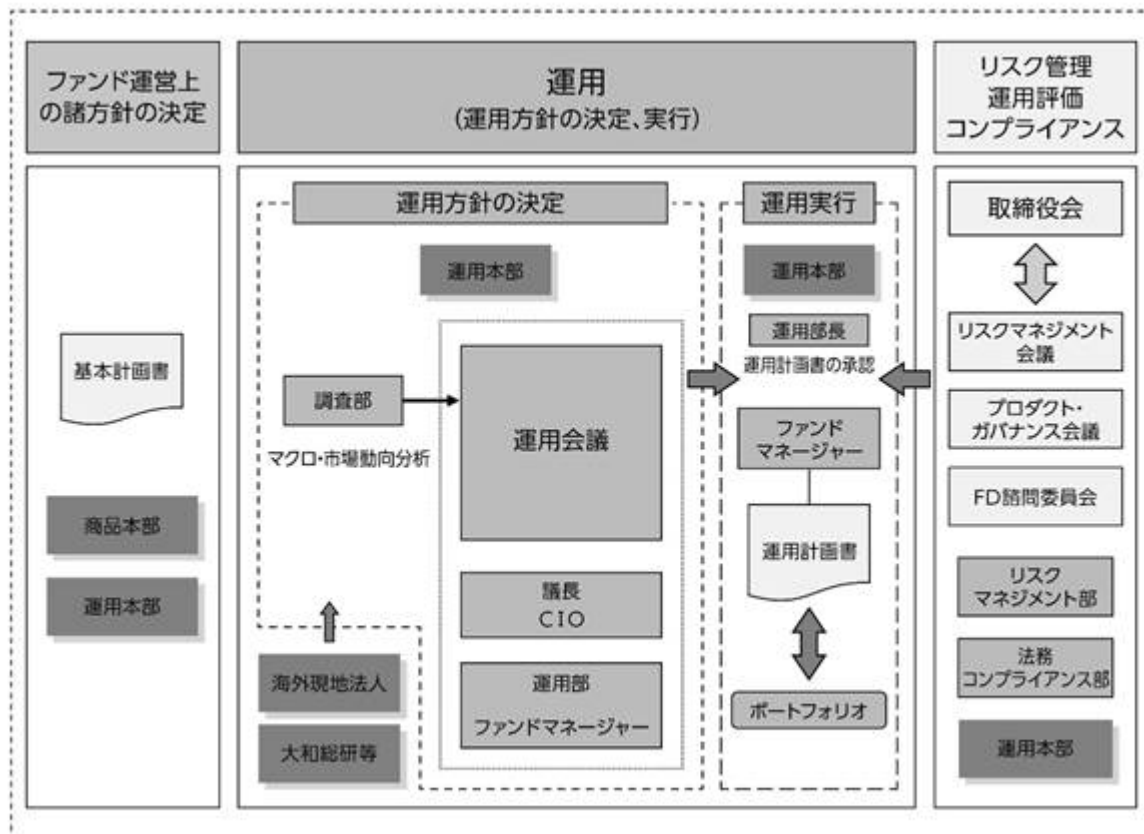 ファンド運営上
の諸方針の決定
運用
(運用方針の決定、実行)
リスク管理
運用評価
コンプライアンス
基本計画書
商品本部
運用本部
運用方針の決定
運用本部
調査部
マクロ・市場動向分析
運用会議
議長
CIO
運用部
ファンドマネージャー
海外現地法人
大和総研等
運用実行
運用本部
運用部長
運用計画書の承認
ファンド
マネージャー
運用計画書
ポートフォリオ
取締役会
リスクマネジメント
会議
プロダクト・
ガバナンス会議
FD諮問委員会
リスク
マネジメント部
法務
コンプライアンス部
運用本部